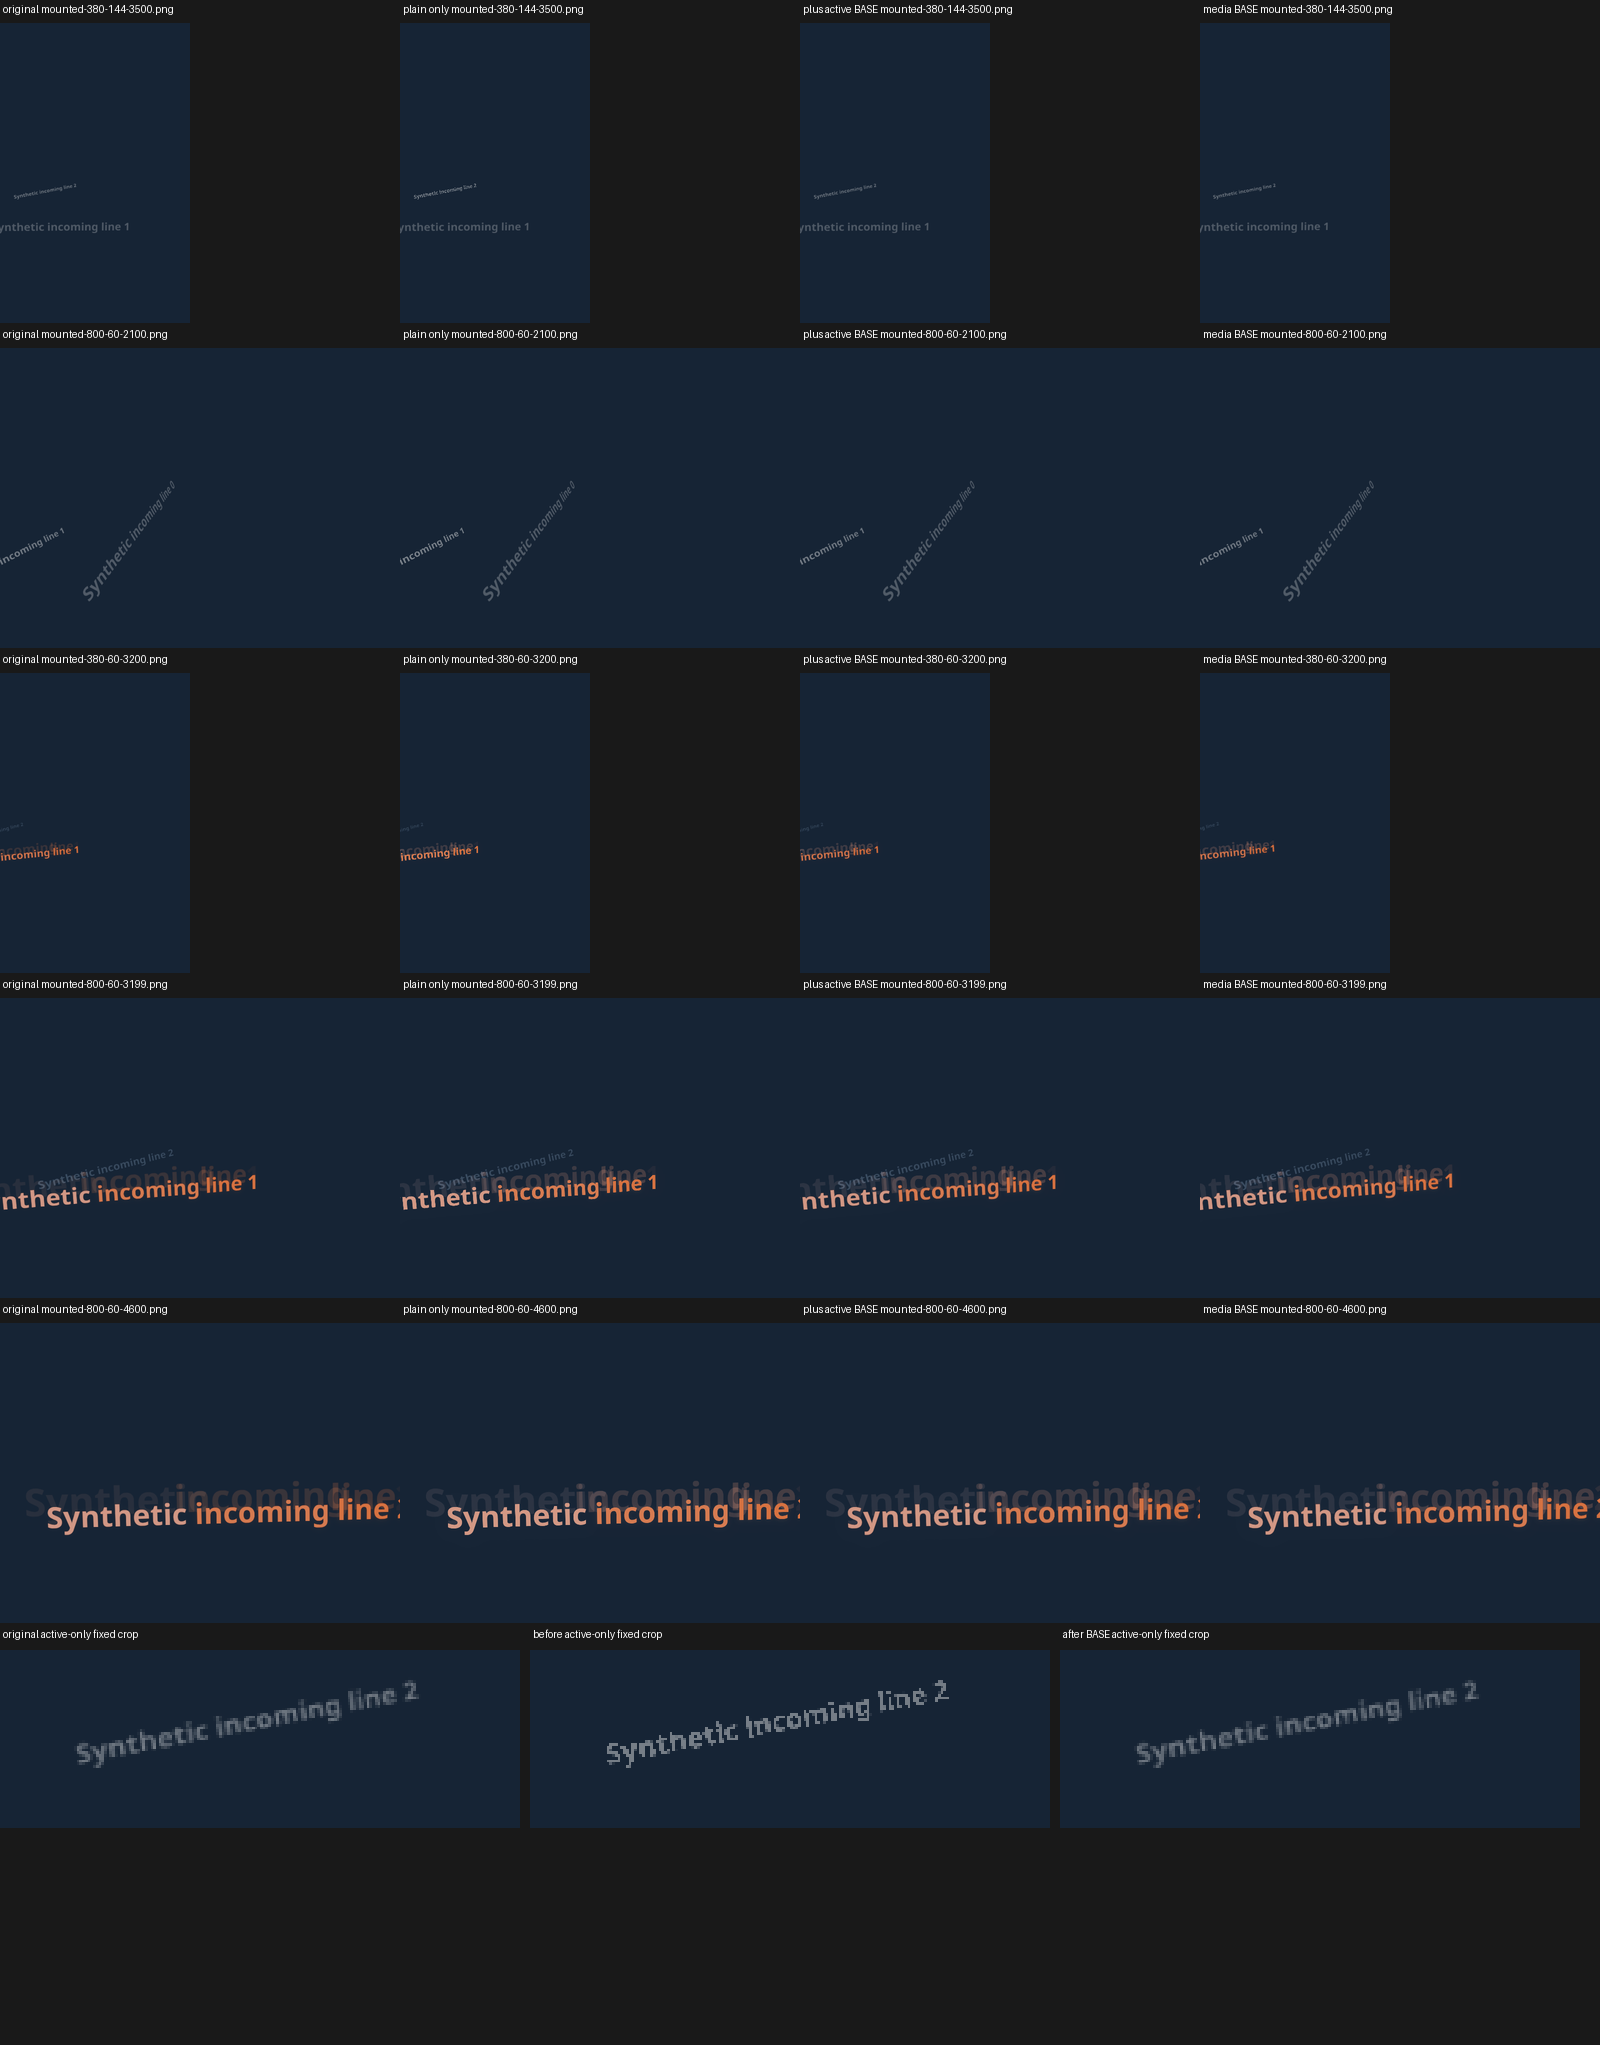 original mounted-380-144-3500.png
plain only mounted-380-144-3500.png
plus active BASE mounted-380-144-3500.png
media BASE mounted-380-144-3500.png
Synthetic incoming line 2
Synthetic incoming line 2
Synthetic incoming line 2
Synthetic incoming line 2
ynthetic incoming line 1
ynthetic incoming line 1
ynthetic incoming line 1
ynthetic incoming line 1
original mounted-800-60-2100.png
plain only mounted-800-60-2100.png
plus active BASE mounted-800-60-2100.png
media BASE mounted-800-60-2100.png
incoming line 1
Synthetic incoming line 0
incoming line 1
Synthetic incoming line 0
incoming line 1
Synthetic incoming line 0
incoming line 1
Synthetic incoming line 0
original mounted-380-60-3200.png
plain only mounted-380-60-3200.png
plus active BASE mounted-380-60-3200.png
media BASE mounted-380-60-3200.png
incoming line 1
incoming line 1
incoming line 1
ncoming line 1
original mounted-800-60-3199.png
plain only mounted-800-60-3199.png
plus active BASE mounted-800-60-3199.png
media BASE mounted-800-60-3199.png
Synthetic incoming line 2
Synthetic incoming line 2
Synthetic incoming line 2
Synthetic incoming line 2
nthetic incoming line 1
nthetic incoming line 1
nthetic incoming line 1
nthetic incoming line 1
original mounted-800-60-4600.png
plain only mounted-800-60-4600.png
plus active BASE mounted-800-60-4600.png
media BASE mounted-800-60-4600.png
Synthetic incoming line
Synthetic incoming line
Synthetic incoming line
Synthetic incoming line 2
original active-only fixed crop
before active-only fixed crop
after BASE active-only fixed crop
Synthetic incoming line 2
Synthetic incoming line 2
Synthetic incoming line 2